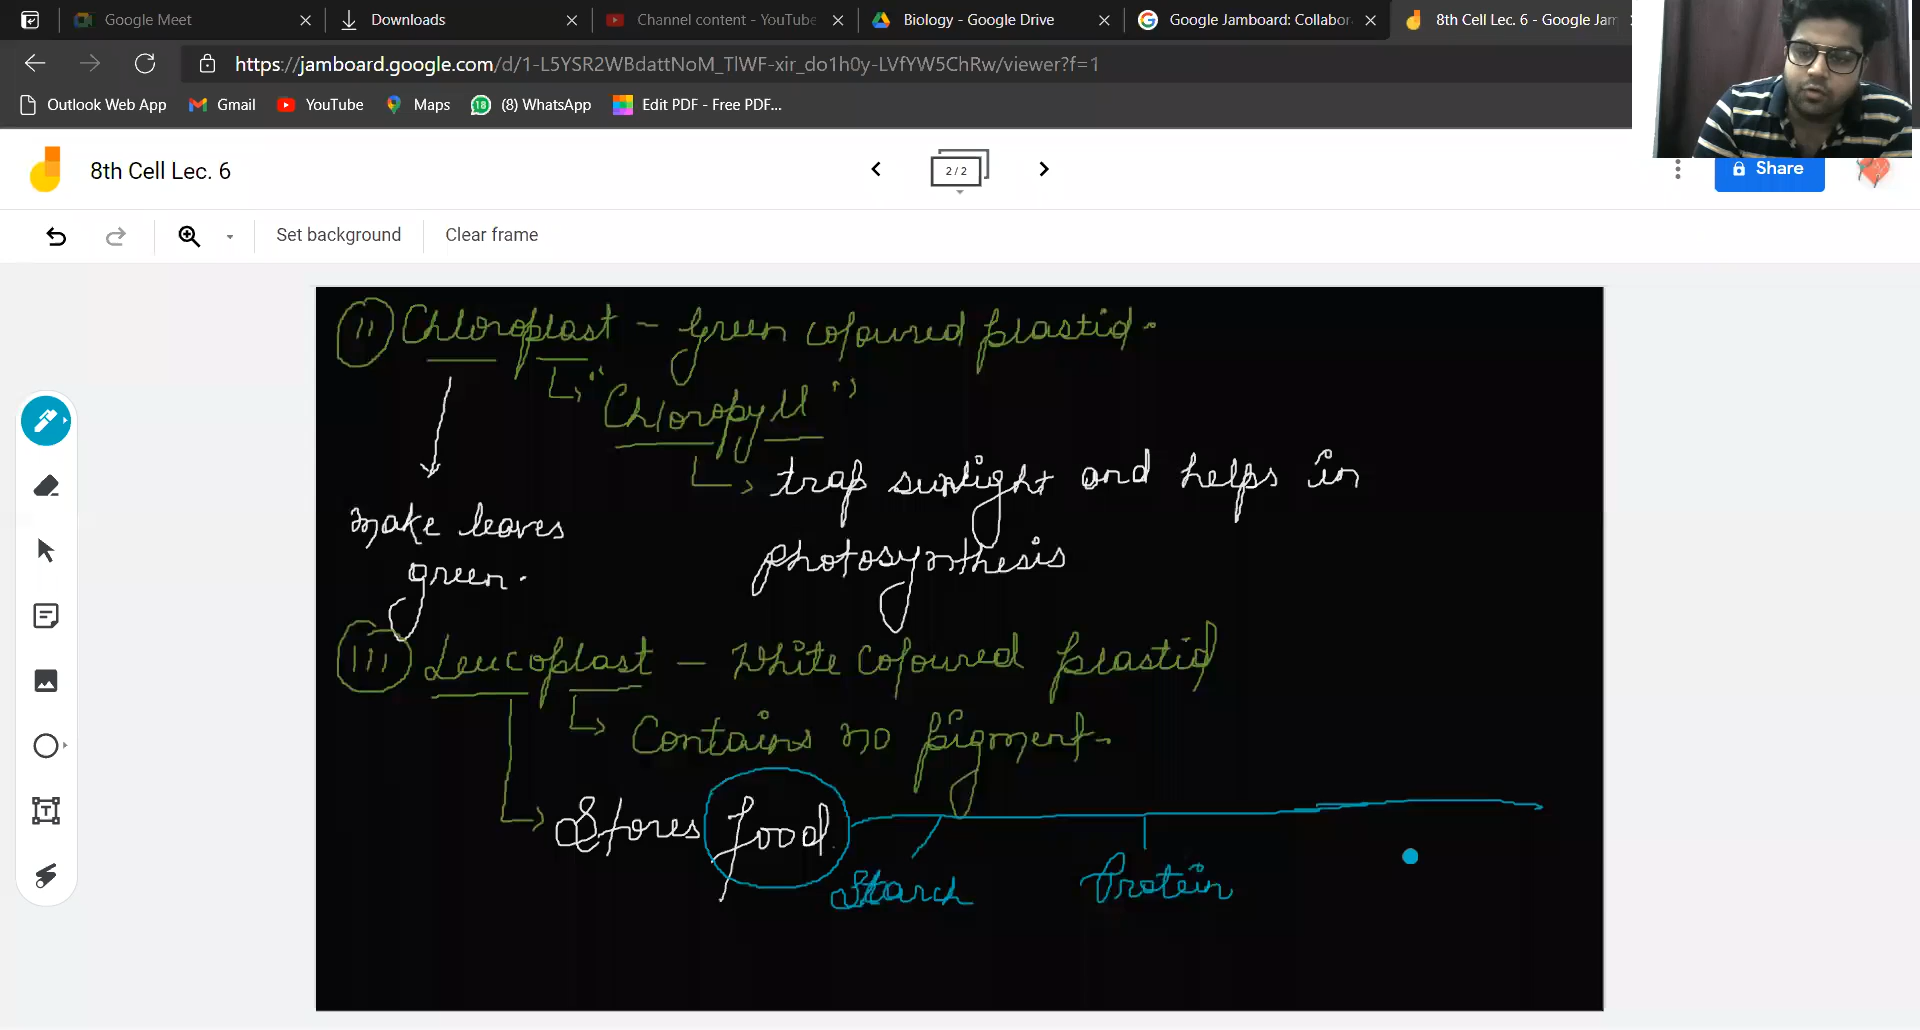 Google Meet
Downloads
Channel content - YouTube
Biology - Google Drive
Google Jamboard: Collabor
8th Cell Lec. 6 - Google Jam
https://jamboard.google.com/d/1-L5YSR2WBdattNoM_TlWF-xir_do1h0y-LVfYW5ChRw/viewer?f=1
Outlook Web App
Gmail
YouTube
Maps
18
(8) WhatsApp
Edit PDF - Free PDF...
8th Cell Lec. 6
2 / 2
Share
Set background
Clear frame
II Chloroplast - Green coloured plastid.
"Chloropyll"
trap sunlight and helps in
make leaves
photosynthesis
green.
III Leucoplast - White coloured plastid
Contains no pigment.
Stores food
Starch
Protein